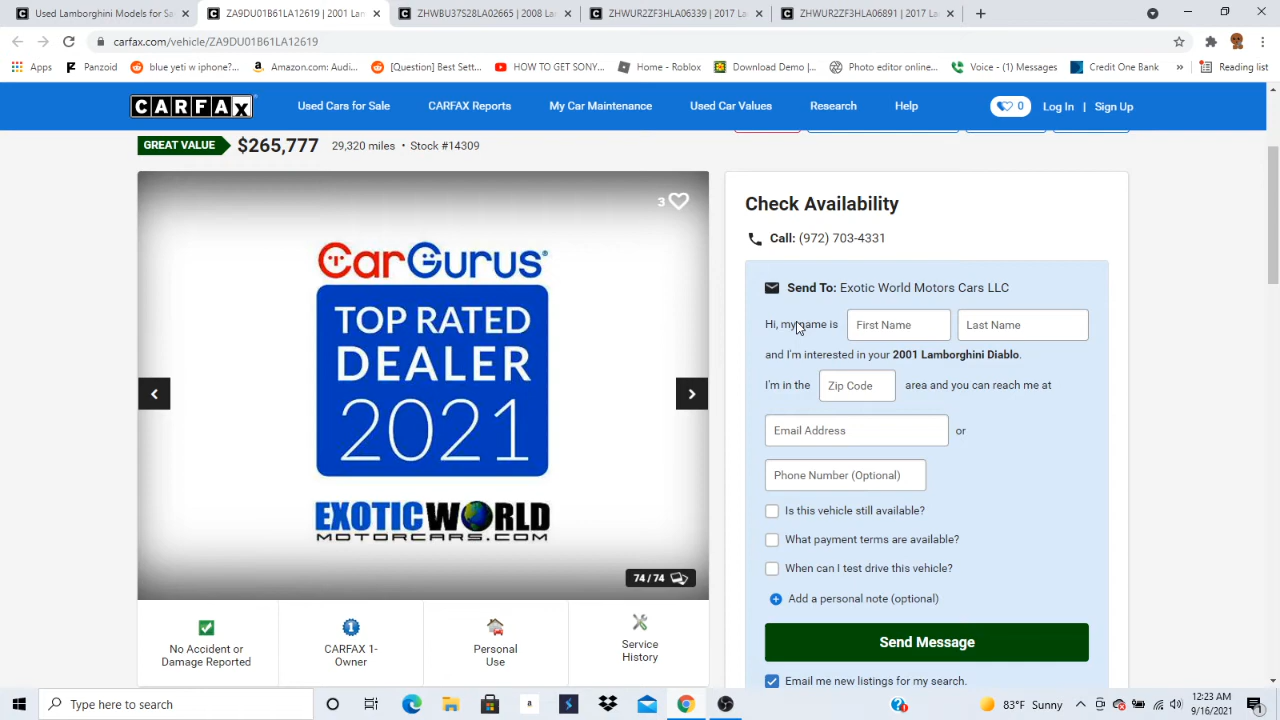 Used Lamborghini Models for Sa
ZA9DU01B61LA12619 | 2001 Lam
ZHWBU37S28LA02665 | 2008 Lam
ZHWUR2ZF3HLA06339 | 2017 Lam
ZHWUR2ZF3HLA06891 | 2017 Lam
carfax.com/vehicle/ZA9DU01B61LA12619
Apps
Panzoid
blue yeti w iphone?'...
Amazon.com: Audi...
[Question] Best Sett...
HOW TO GET SONY...
Home - Roblox
Download Demo |...
Photo editor online...
Voice - (1) Messages
Credit One Bank
»
Reading list
CARFAX
Used Cars for Sale
CARFAX Reports
My Car Maintenance
Used Car Values
Research
Help
0
Log In | Sign Up
GREAT VALUE $265,777 29,320 miles • Stock #14309
3
CarGurus®
TOP RATED
DEALER
2021
EXOTICWORLD
MOTORCARS.COM
74 / 74
No Accident or
Damage Reported
1
CARFAX 1-
Owner
Personal
Use
Service
History
Check Availability
Call: (972) 703-4331
Send To: Exotic World Motors Cars LLC
Hi, my name is First Name Last Name
and I'm interested in your 2001 Lamborghini Diablo.
I'm in the Zip Code area and you can reach me at
Email Address or
Phone Number (Optional)
Is this vehicle still available?
What payment terms are available?
When can I test drive this vehicle?
Add a personal note (optional)
Send Message
Email me new listings for my search.
Type here to search
a
83°F Sunny
12:23 AM
9/16/2021
1